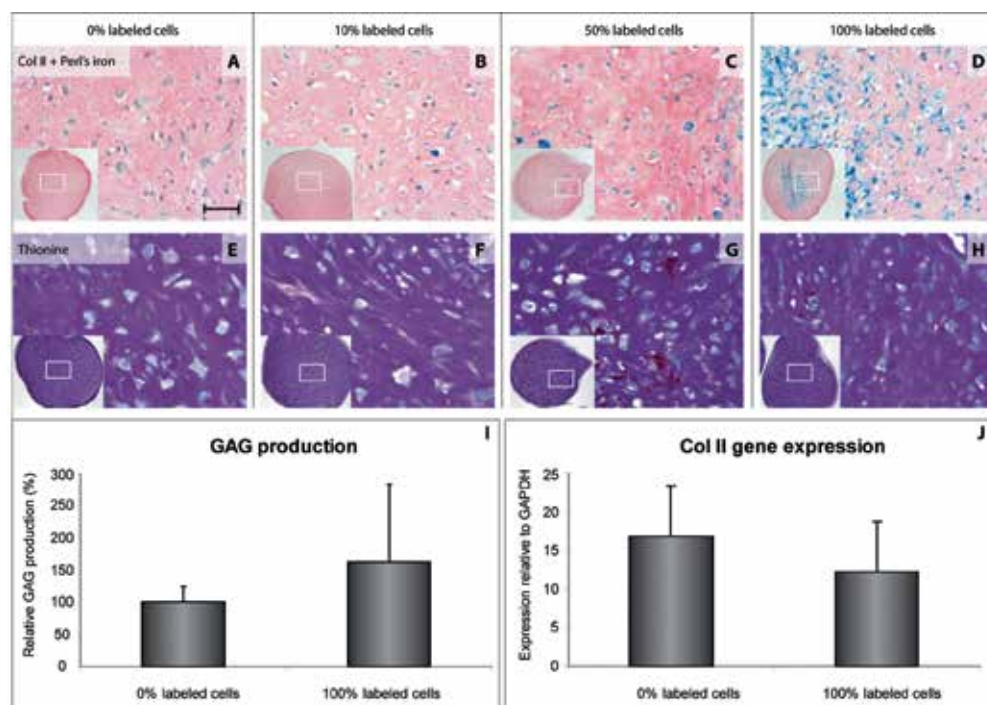 0% labeled cells
10% labeled cells
50% labeled cells
100% labeled cells
Col II + Perl's iron
A
B
C
D
Thionine
E
F
G
H
GAG production
I
Relative GAG production (%)
300
250
200
150
100
50
0
0% labeled cells
100% labeled cells
Col II gene expression
J
Expression relative to GAPDH
25
20
15
10
5
0
0% labeled cells
100% labeled cells